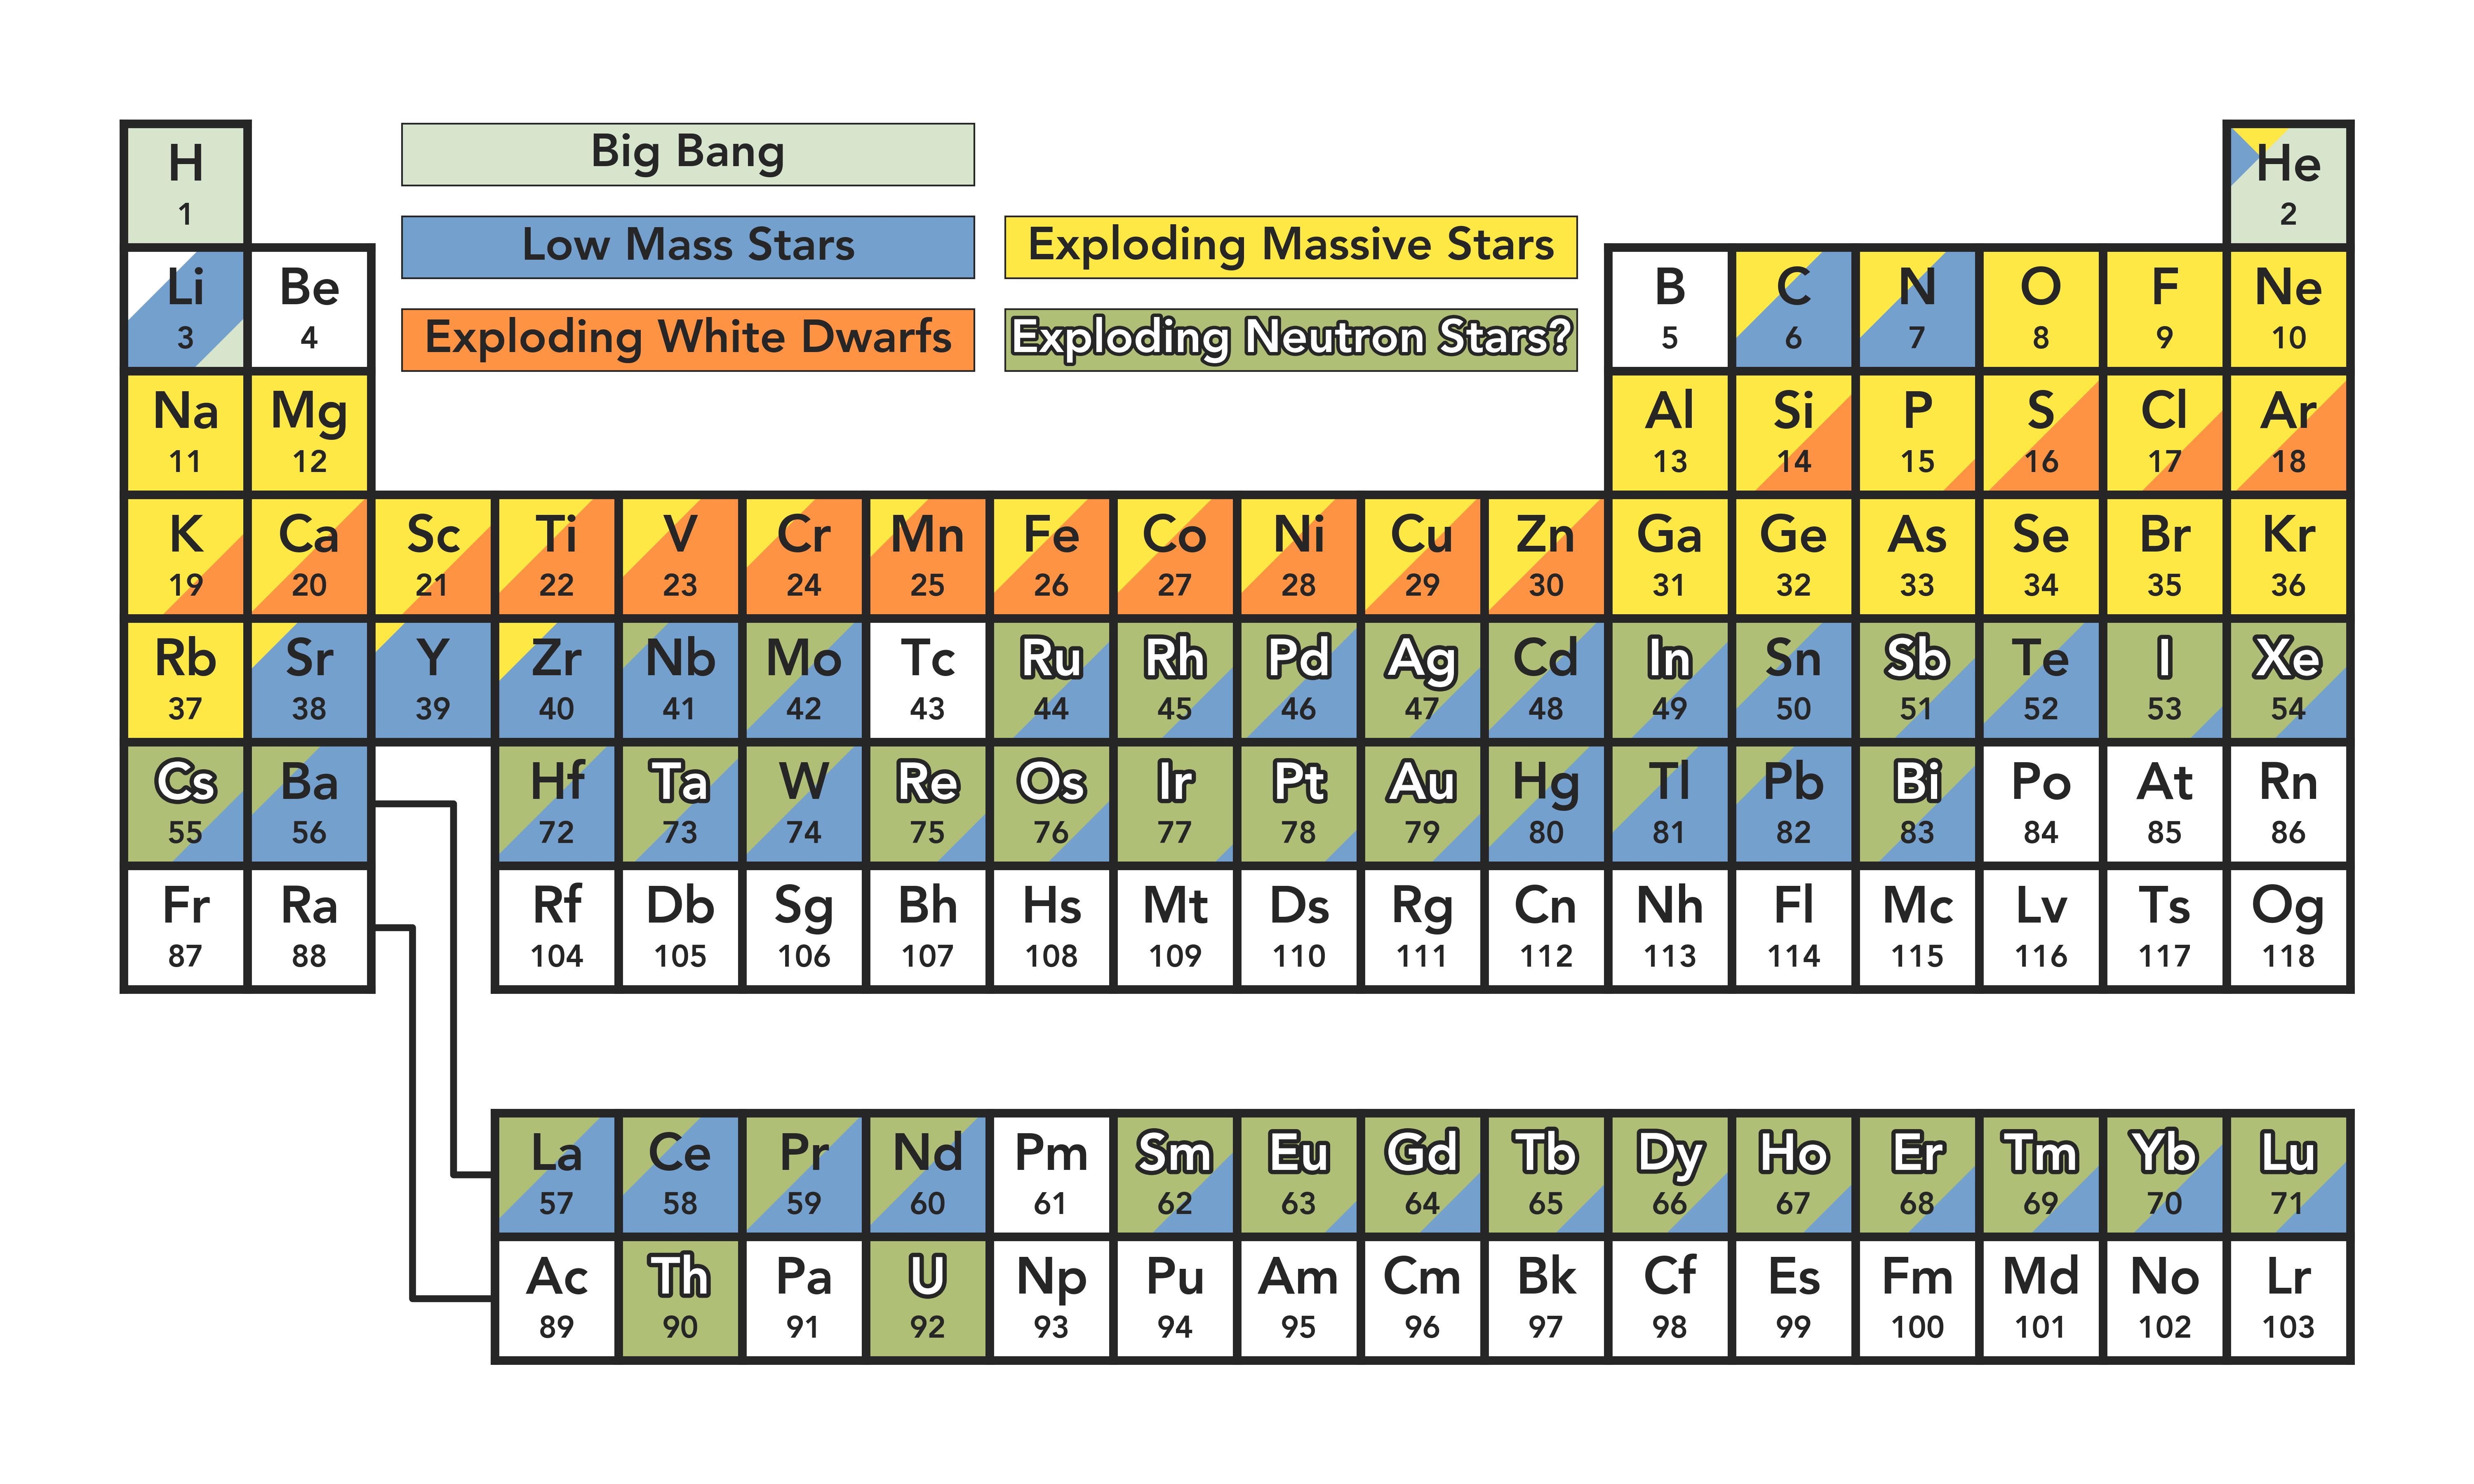 H He
1 Big Bang 2
Low Mass Stars Exploding Massive Stars
Li Be B C N O F Ne
3 4 Exploding White Dwarfs Exploding Neutron Stars? 5 6 7 8 9 10
Na Mg Al Si P S Cl Ar
11 12 13 14 15 16 17 18
K Ca Sc Ti V Cr Mn Fe Co Ni Cu Zn Ga Ge As Se Br Kr
19 20 21 22 23 24 25 26 27 28 29 30 31 32 33 34 35 36
Rb Sr Y Zr Nb Mo Tc Ru Rh Pd Ag Cd In Sn Sb Te I Xe
37 38 39 40 41 42 43 44 45 46 47 48 49 50 51 52 53 54
Cs Ba Hf Ta W Re Os Ir Pt Au Hg Tl Pb Bi Po At Rn
55 56 72 73 74 75 76 77 78 79 80 81 82 83 84 85 86
Fr Ra Rf Db Sg Bh Hs Mt Ds Rg Cn Nh Fl Mc Lv Ts Og
87 88 104 105 106 107 108 109 110 111 112 113 114 115 116 117 118
La Ce Pr Nd Pm Sm Eu Gd Tb Dy Ho Er Tm Yb Lu
57 58 59 60 61 62 63 64 65 66 67 68 69 70 71
Ac Th Pa U Np Pu Am Cm Bk Cf Es Fm Md No Lr
89 90 91 92 93 94 95 96 97 98 99 100 101 102 103